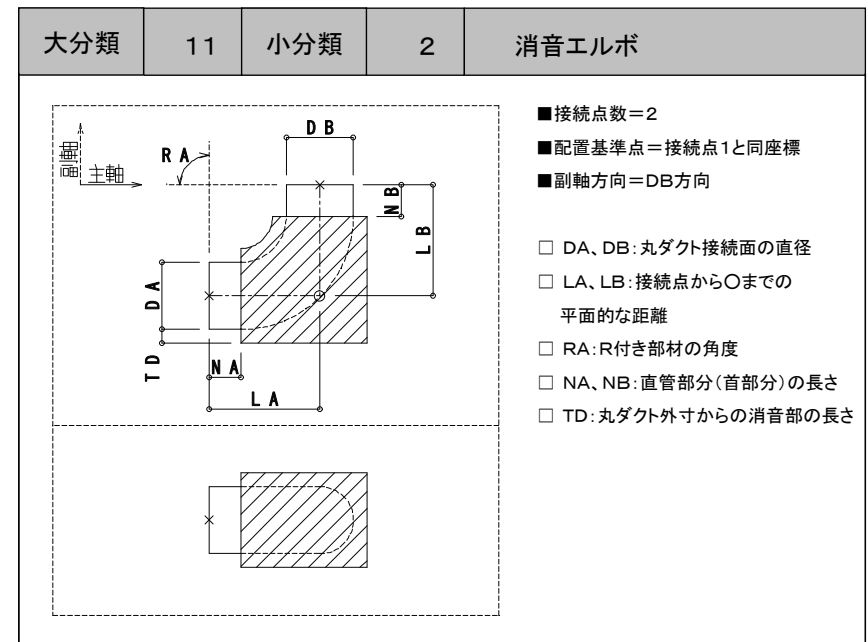 大分類 11 小分類 2 消音エルボ
■接続点数=2
■配置基準点=接続点1と同座標
■副軸方向=DB方向
□ DA、DB:丸ダクト接続面の直径
□ LA、LB:接続点から○までの
平面的な距離
□ RA:R付き部材の角度
□ NA、NB:直管部分(首部分)の長さ
□ TD:丸ダクト外寸からの消音部の長さ
副軸
主軸
RA
DB
NB
LB
DA
TD
NA
LA